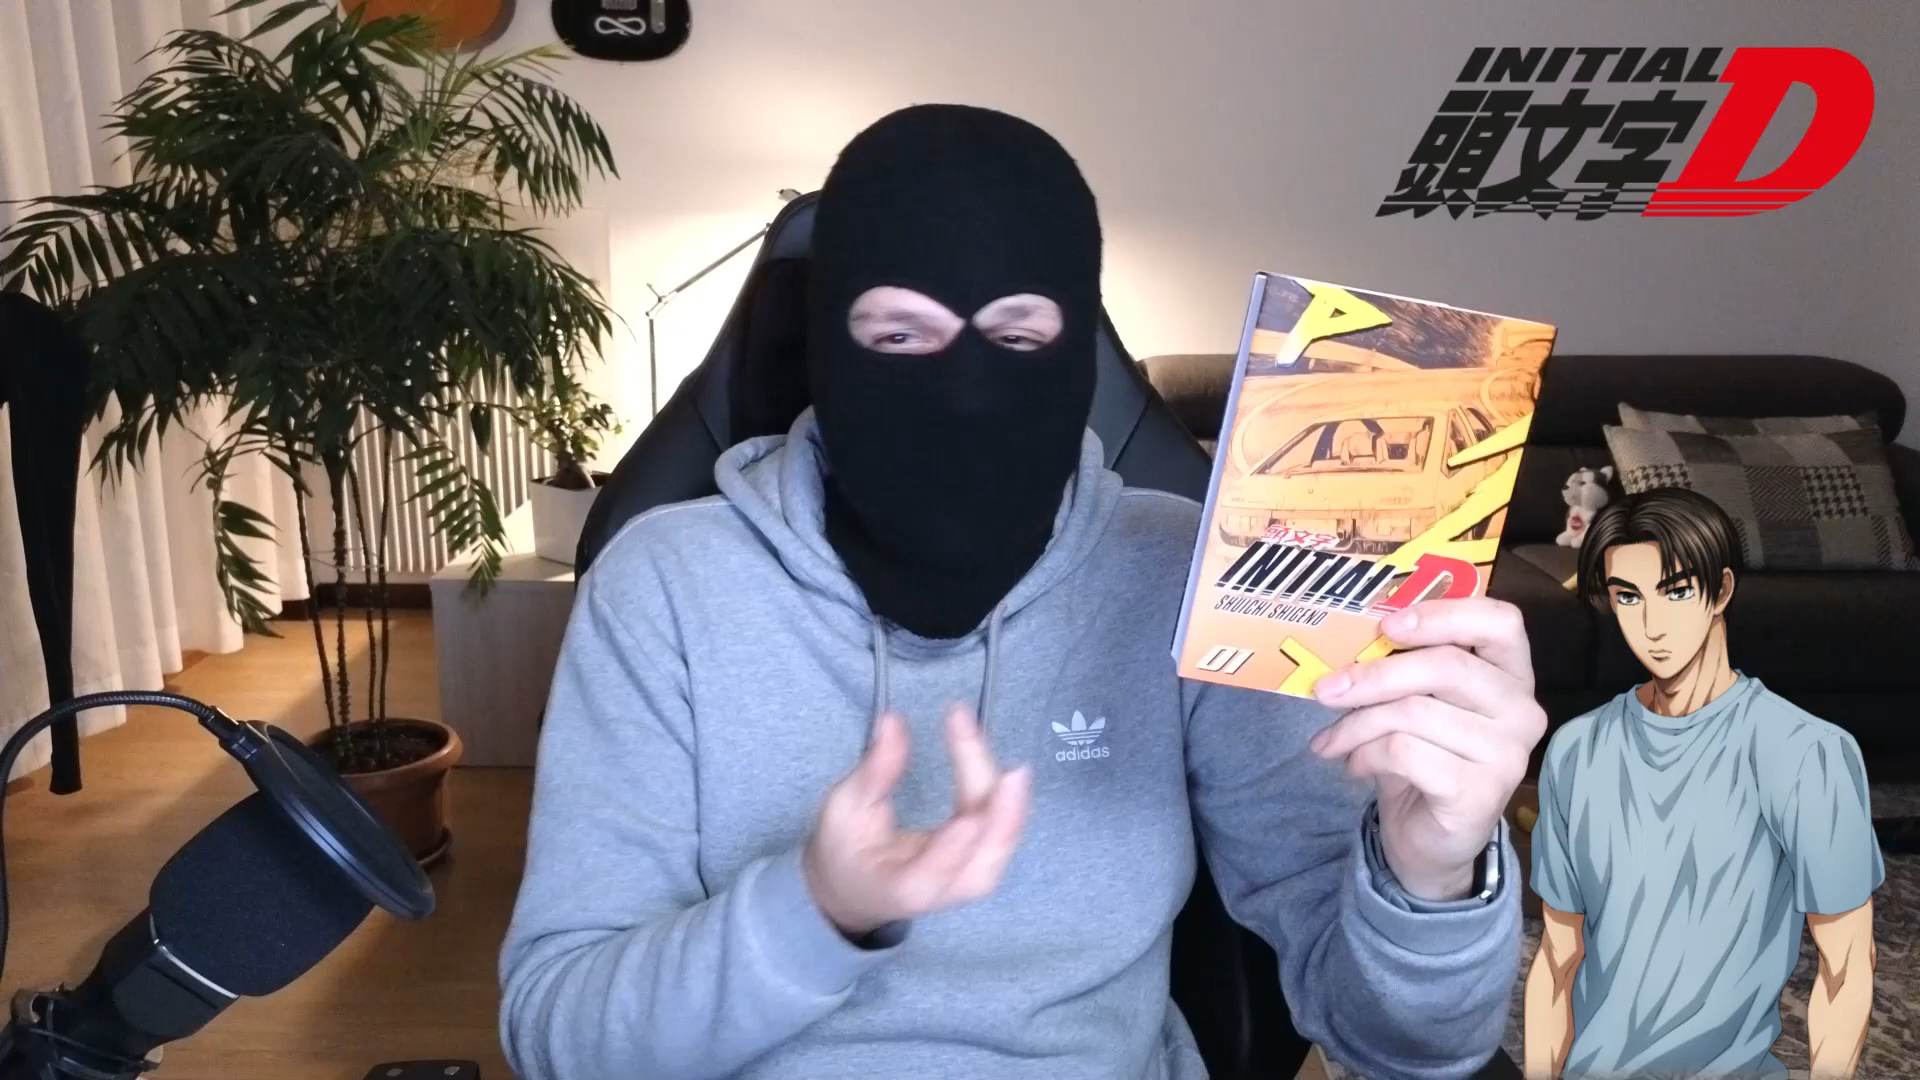 INITIAL
頭文字D
頭文字
INITIAL D
SHUICHI SHIGENO
01
adidas